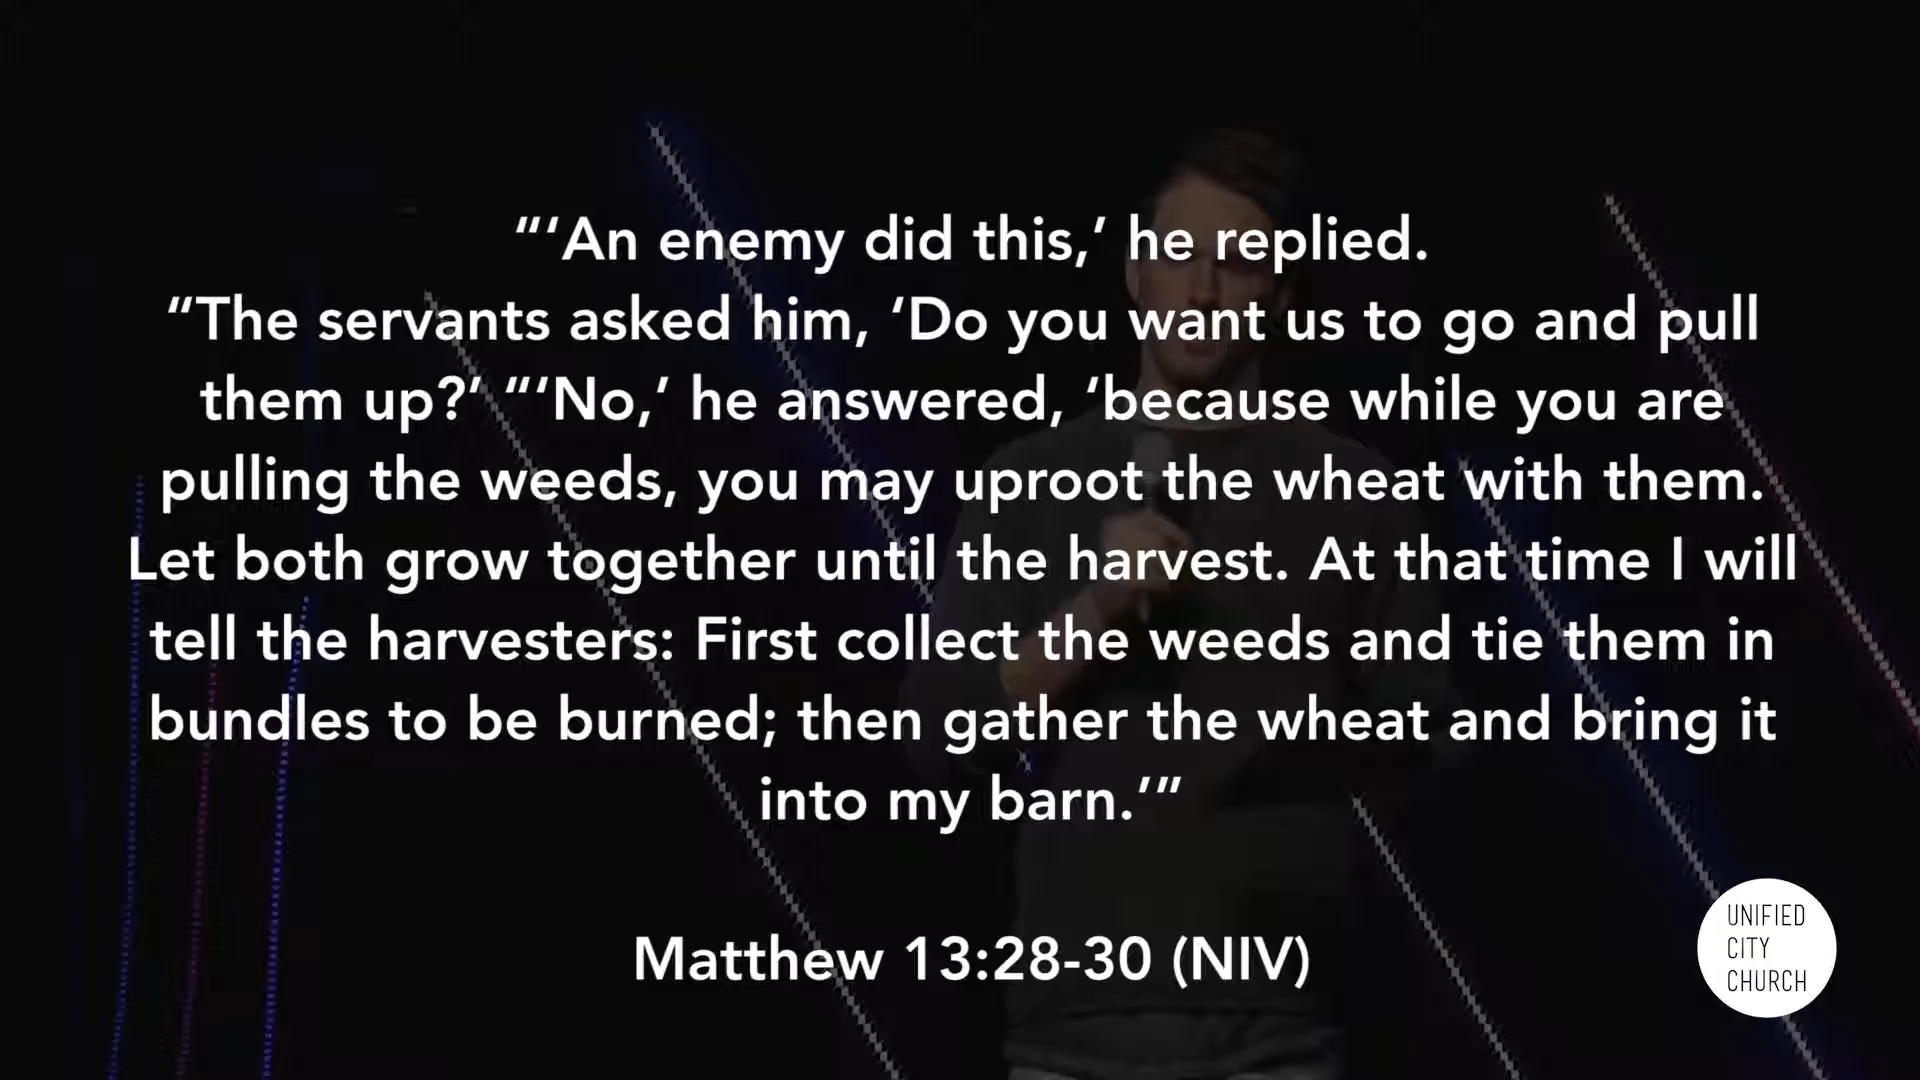 “‘An enemy did this,’ he replied.
“The servants asked him, ‘Do you want us to go and pull
them up?’ “‘No,’ he answered, ‘because while you are
pulling the weeds, you may uproot the wheat with them.
Let both grow together until the harvest. At that time I will
tell the harvesters: First collect the weeds and tie them in
bundles to be burned; then gather the wheat and bring it
into my barn.’”
Matthew 13:28-30 (NIV)
UNIFIED
CITY
CHURCH